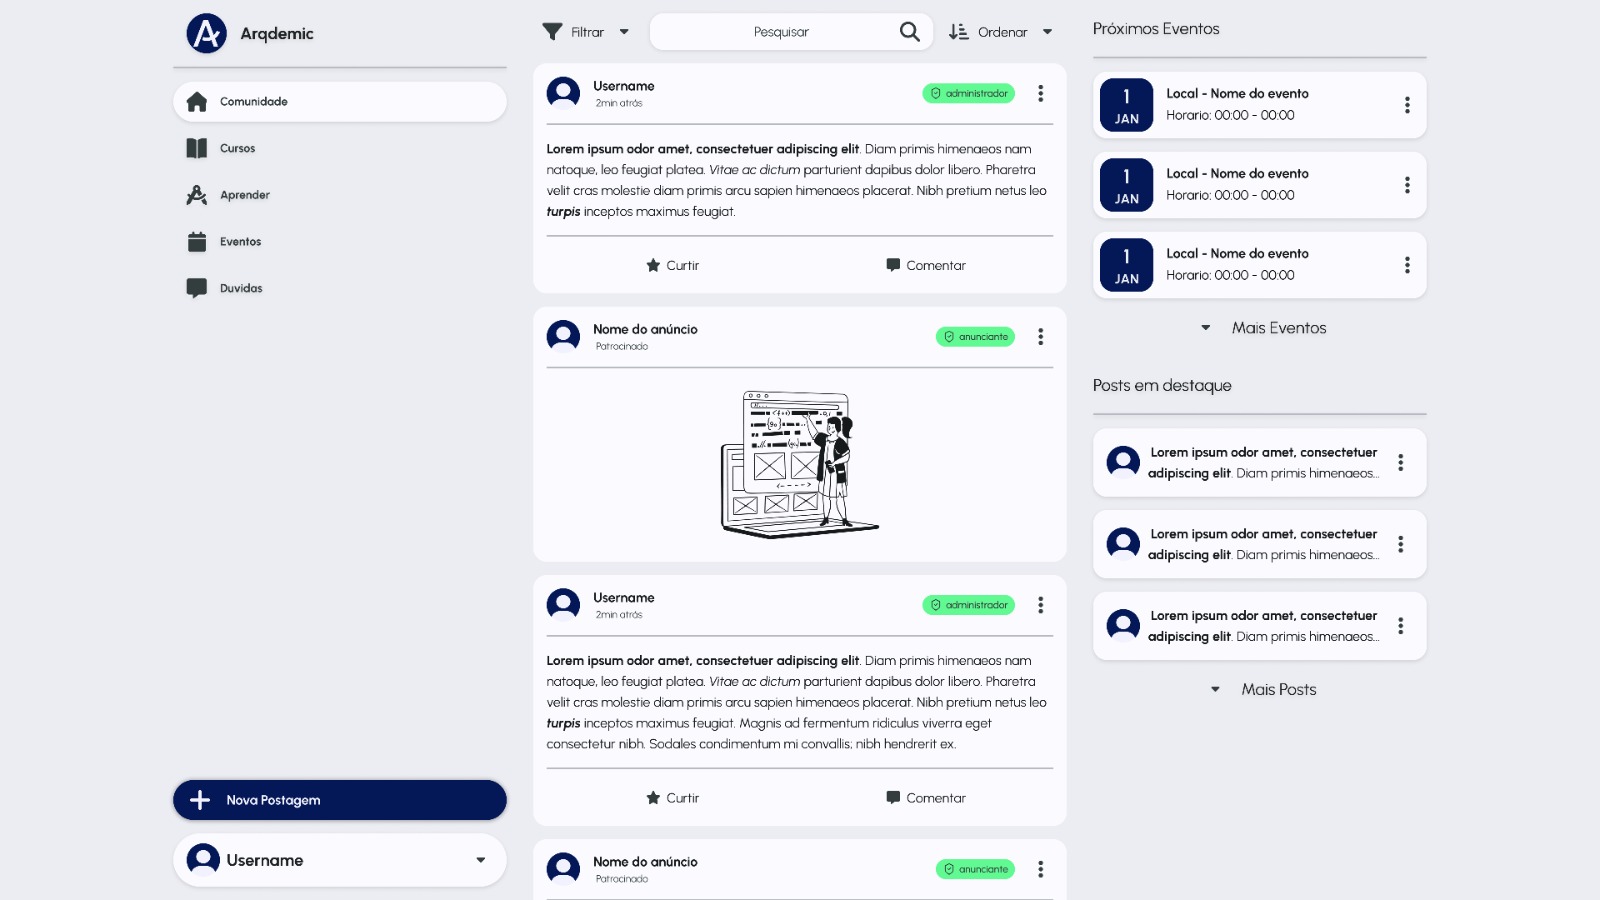 Arqdemic
Comunidade
Cursos
Aprender
Eventos
Duvidas
Nova Postagem
Username
Filtrar
Pesquisar
Ordenar
Username
2min atrás
administrador
Lorem ipsum odor amet, consectetuer adipiscing elit. Diam primis himenaeos nam
natoque, leo feugiat platea. Vitae ac dictum parturient dapibus dolor libero. Pharetra
velit cras molestie diam primis arcu sapien himenaeos placerat. Nibh pretium netus leo
turpis inceptos maximus feugiat.
Curtir
Comentar
Nome do anúncio
Patrocinado
anunciante
Username
2min atrás
administrador
Lorem ipsum odor amet, consectetuer adipiscing elit. Diam primis himenaeos nam
natoque, leo feugiat platea. Vitae ac dictum parturient dapibus dolor libero. Pharetra
velit cras molestie diam primis arcu sapien himenaeos placerat. Nibh pretium netus leo
turpis inceptos maximus feugiat. Magnis ad fermentum ridiculus viverra eget
consectetur nibh. Sodales condimentum mi convallis; nibh hendrerit ex.
Curtir
Comentar
Nome do anúncio
Patrocinado
anunciante
Próximos Eventos
1
JAN
Local - Nome do evento
Horario: 00:00 - 00:00
1
JAN
Local - Nome do evento
Horario: 00:00 - 00:00
1
JAN
Local - Nome do evento
Horario: 00:00 - 00:00
Mais Eventos
Posts em destaque
Lorem ipsum odor amet, consectetuer
adipiscing elit. Diam primis himenaeos...
Lorem ipsum odor amet, consectetuer
adipiscing elit. Diam primis himenaeos...
Lorem ipsum odor amet, consectetuer
adipiscing elit. Diam primis himenaeos...
Mais Posts